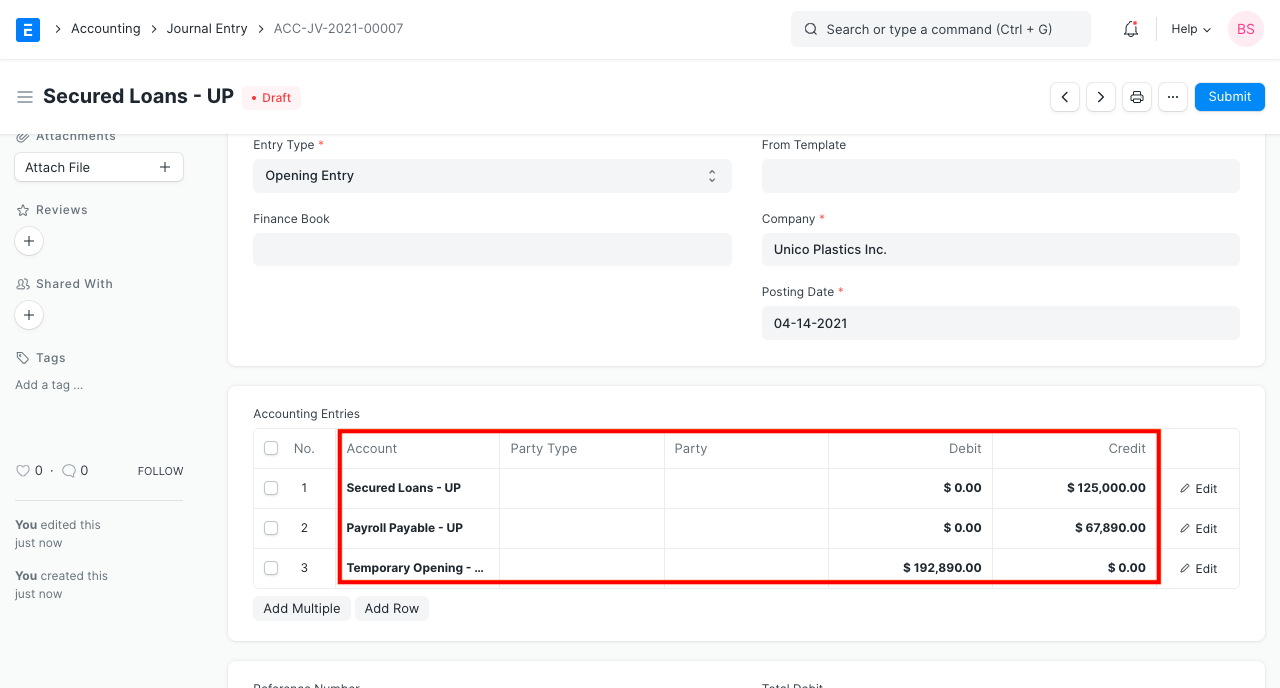 E
Accounting
Journal Entry
ACC-JV-2021-00007
Search or type a command (Ctrl + G)
Help
BS
Secured Loans - UP
Draft
Submit
Attachments
Attach File
Reviews
Shared With
Tags
Add a tag ...
0 · 0 FOLLOW
You edited this
just now
You created this
just now
Entry Type *
Opening Entry
From Template
Finance Book
Company *
Unico Plastics Inc.
Posting Date *
04-14-2021
Accounting Entries
No. Account Party Type Party Debit Credit
1 Secured Loans - UP $ 0.00 $ 125,000.00 Edit
2 Payroll Payable - UP $ 0.00 $ 67,890.00 Edit
3 Temporary Opening - ... $ 192,890.00 $ 0.00 Edit
Add Multiple Add Row
Reference Number
Total Debit